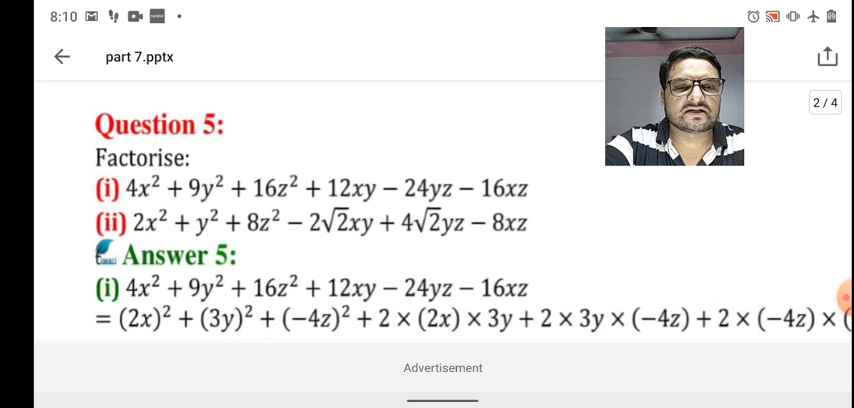 8:10
part 7.pptx
2 / 4
Question 5:
Factorise:
(i) 4x² + 9y² + 16z² + 12xy − 24yz − 16xz
(ii) 2x² + y² + 8z² − 2√2xy + 4√2yz − 8xz
Answer 5:
(i) 4x² + 9y² + 16z² + 12xy − 24yz − 16xz
= (2x)² + (3y)² + (−4z)² + 2 × (2x) × 3y + 2 × 3y × (−4z) + 2 × (−4z) × (
Advertisement